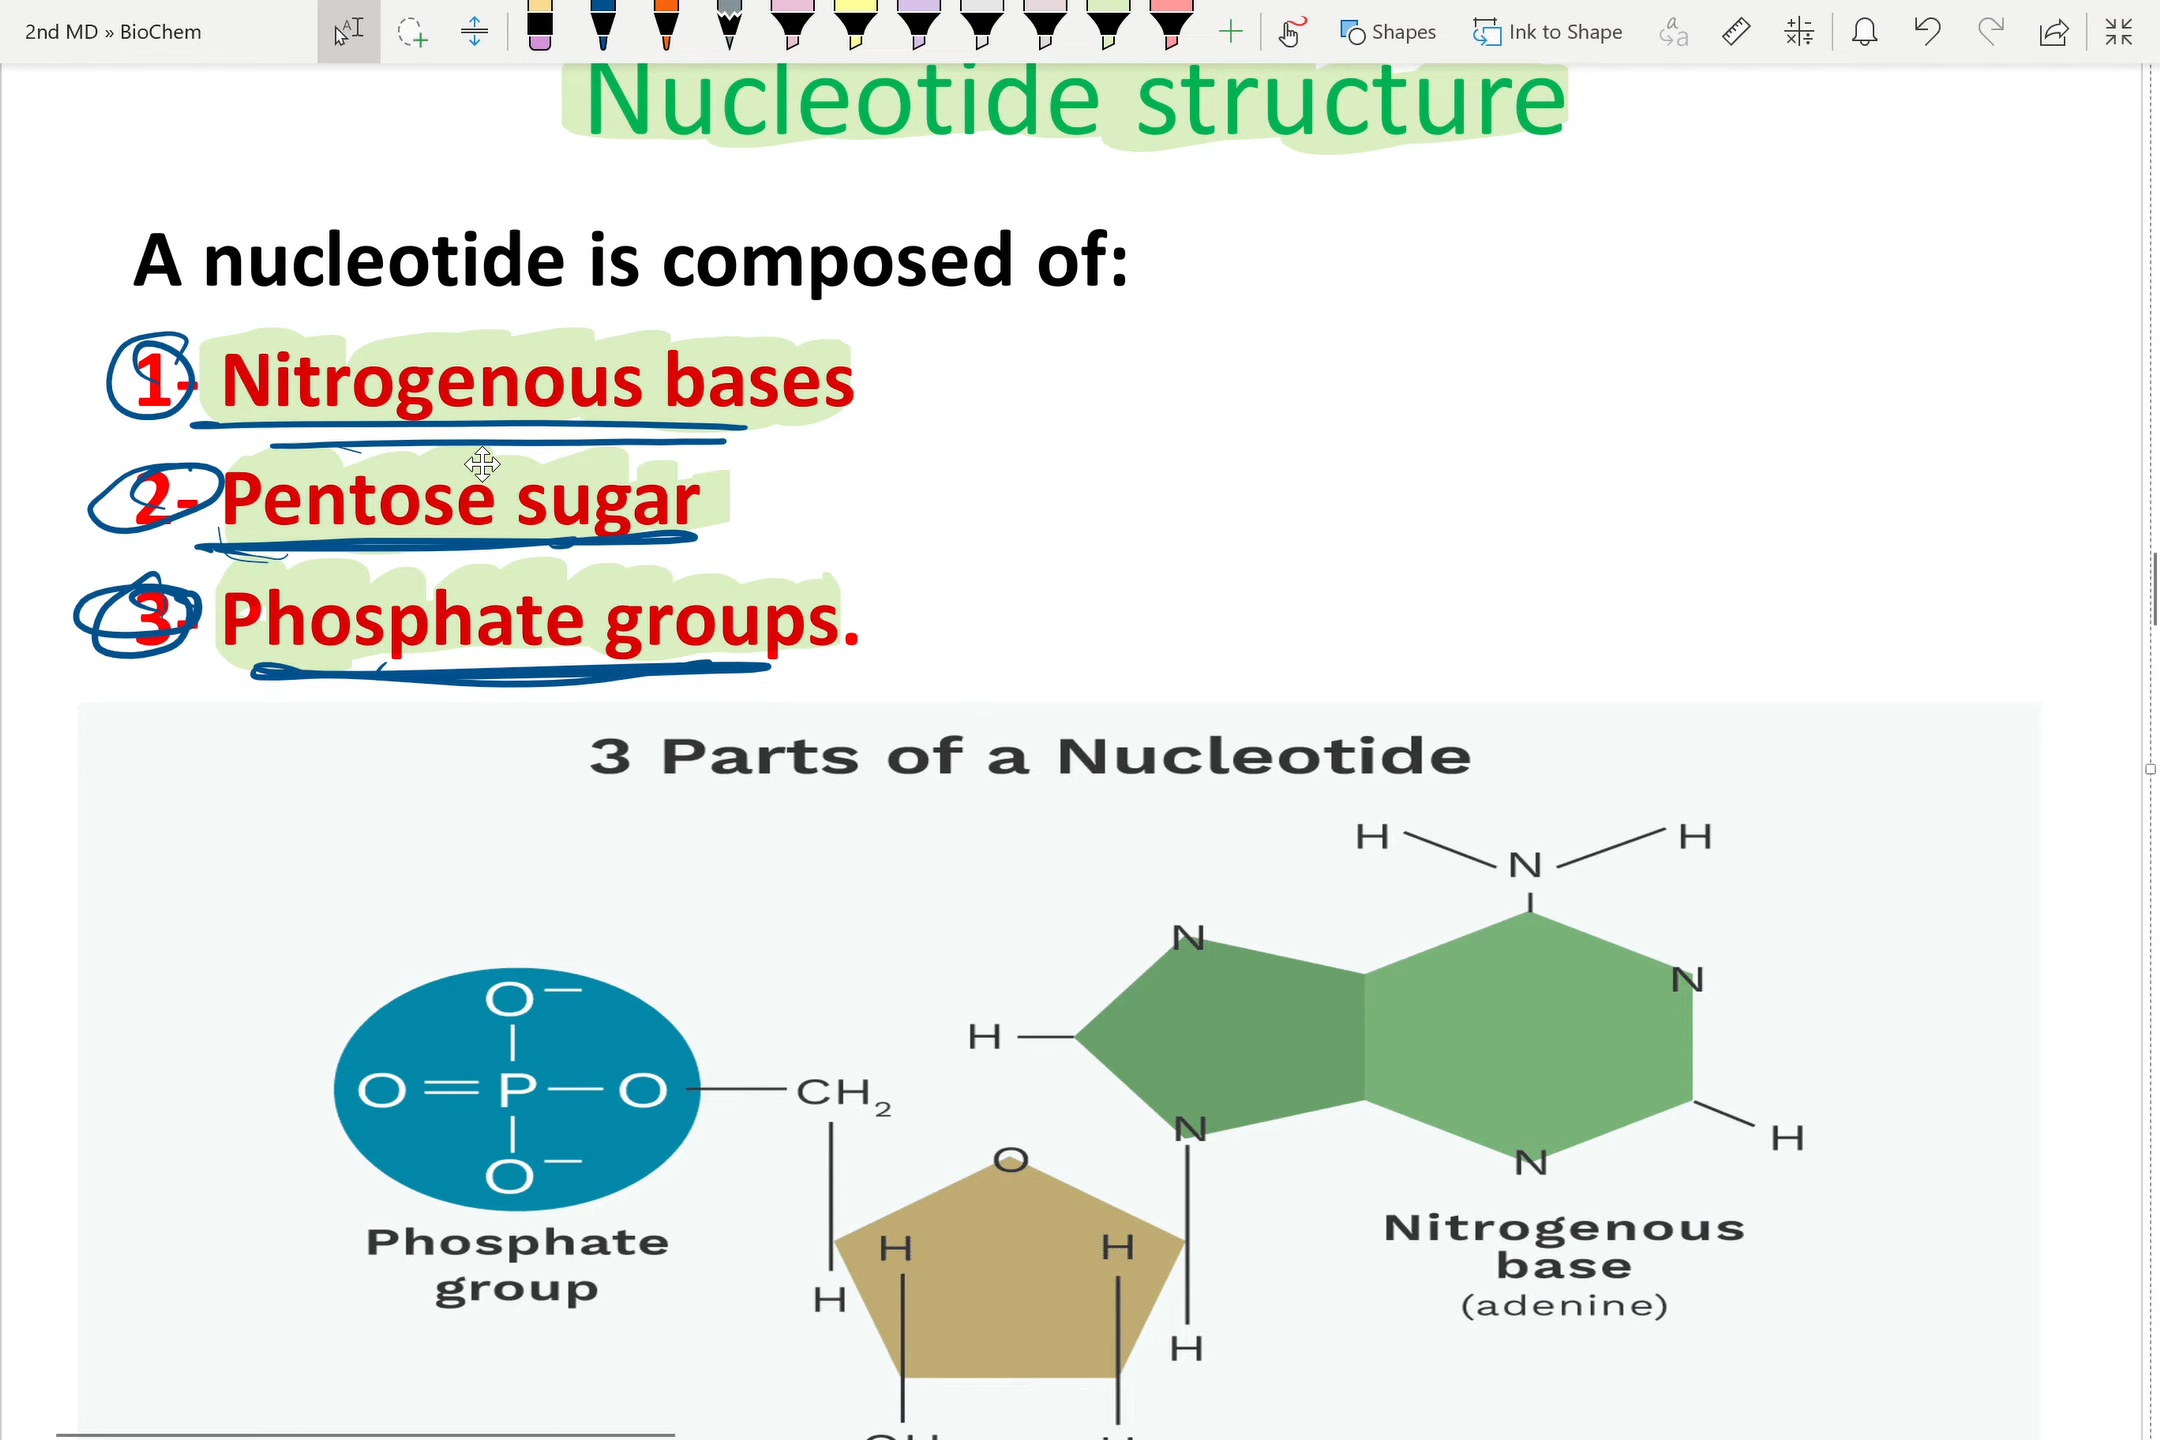 2nd MD » BioChem
Shapes
Ink to Shape
Nucleotide structure
A nucleotide is composed of:
1- Nitrogenous bases
2- Pentose sugar
3- Phosphate groups.
3 Parts of a Nucleotide
H N H
N
N
H
O⁻
O = P — O CH₂
O⁻
N
H
N
O
Phosphate
group
H H
H
H
Nitrogenous
base
(adenine)